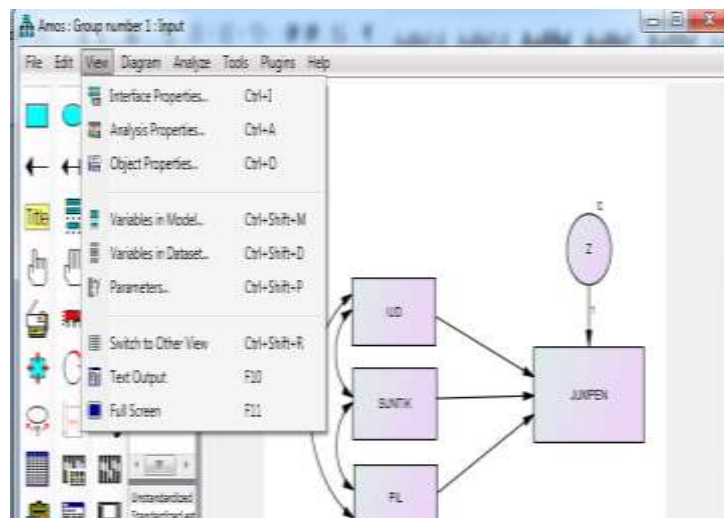 Amos : Group number 1 : Input
File Edit View Diagram Analyze Tools Plugins Help
Interface Properties... Ctrl+I
Analysis Properties... Ctrl+A
Object Properties... Ctrl+O
Title
Variables in Model... Ctrl+Shift+M
Variables in Dataset... Ctrl+Shift+D
Parameters... Ctrl+Shift+P
Switch to Other View Ctrl+Shift+R
Text Output F10
Full Screen F11
Z
IUD
SUNTIK
PIL
Unstandardized
Standardized est